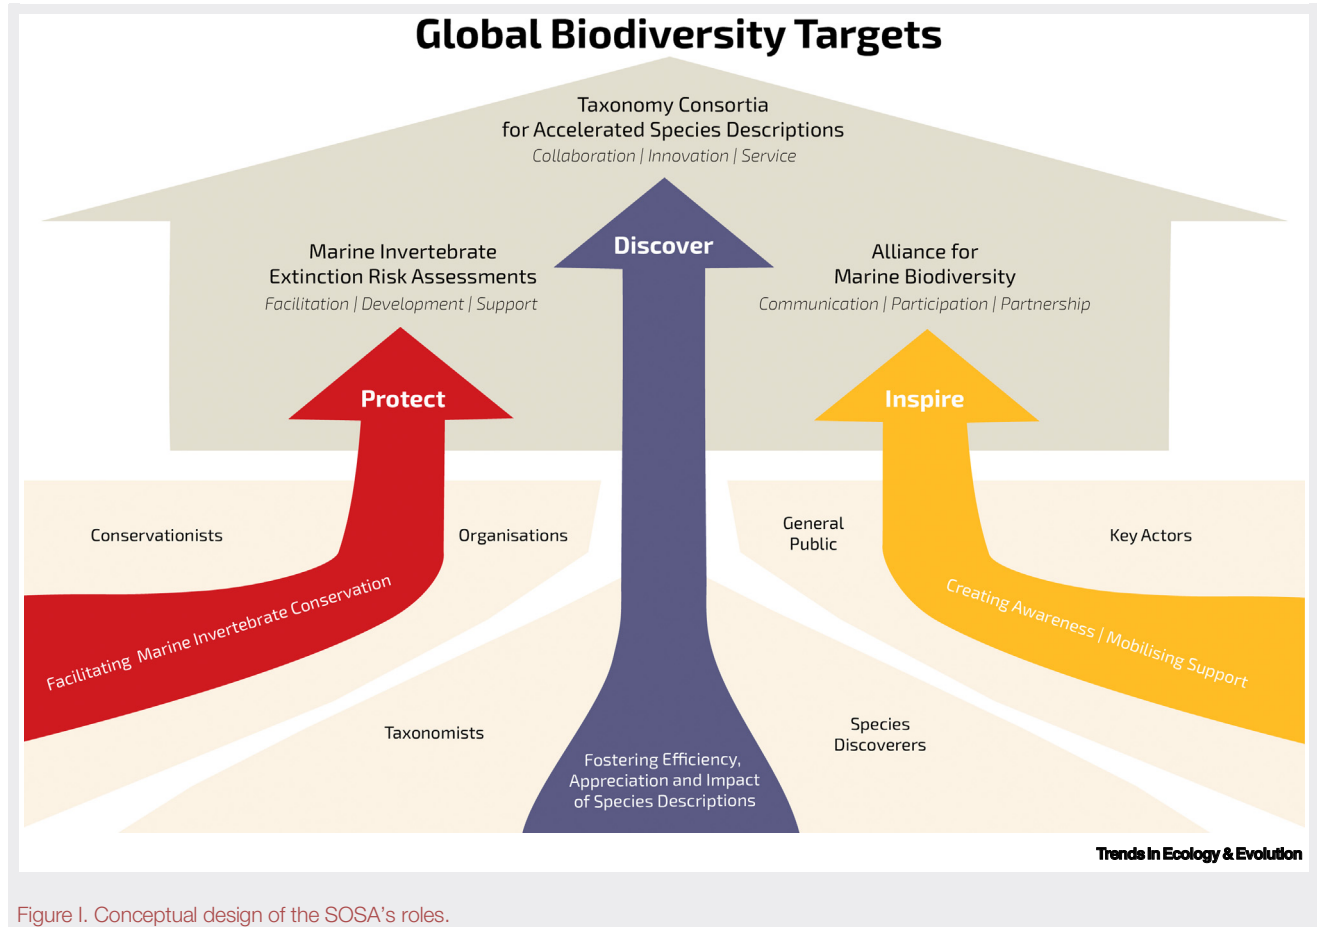 Global Biodiversity Targets
Taxonomy Consortia
for Accelerated Species Descriptions
Collaboration | Innovation | Service
Discover
Marine Invertebrate
Extinction Risk Assessments
Facilitation | Development | Support
Alliance for
Marine Biodiversity
Communication | Participation | Partnership
Protect
Inspire
Conservationists
Organisations
General
Public
Key Actors
Facilitating Marine Invertebrate Conservation
Creating Awareness | Mobilising Support
Taxonomists
Species
Discoverers
Fostering Efficiency,
Appreciation and Impact
of Species Descriptions
Trends in Ecology & Evolution
Figure I. Conceptual design of the SOSA's roles.